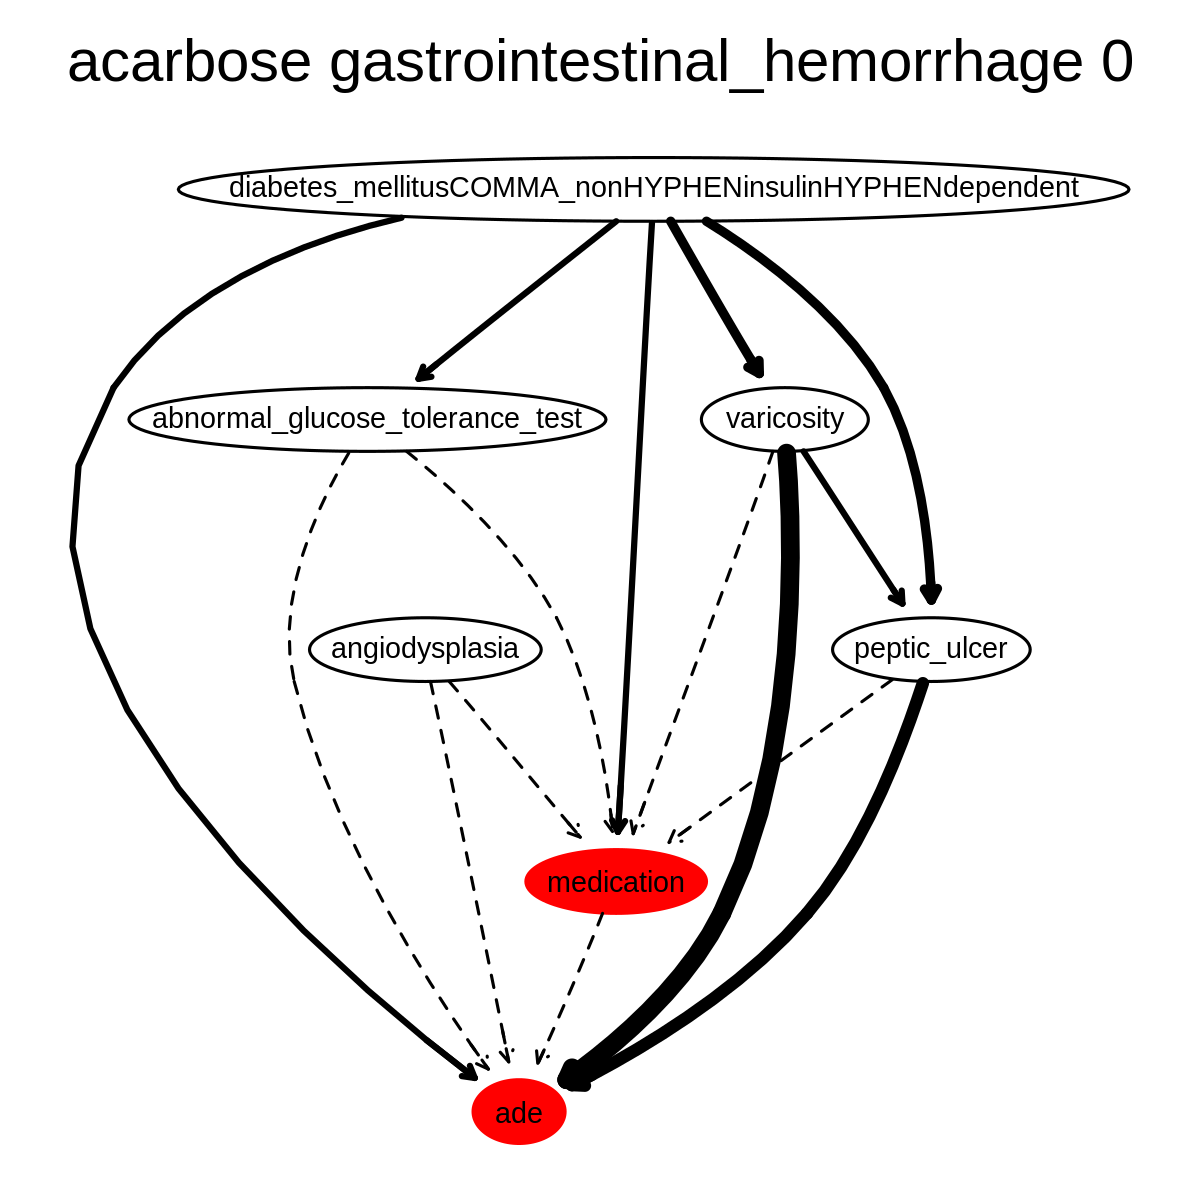 acarbose gastrointestinal_hemorrhage 0
diabetes_mellitusCOMMA_nonHYPHENinsulinHYPHENdependent
abnormal_glucose_tolerance_test
varicosity
angiodysplasia
peptic_ulcer
medication
ade